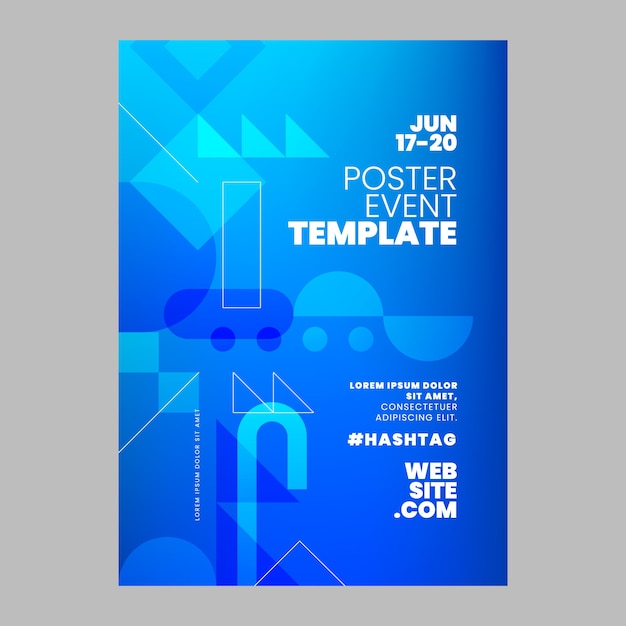 JUN
17–20
POSTER
EVENT
TEMPLATE
LOREM IPSUM DOLOR
SIT AMET,
CONSECTETUER
ADIPISCING ELIT.
#HASHTAG
WEB
SITE
.COM
LOREM IPSUM DOLOR SIT AMET